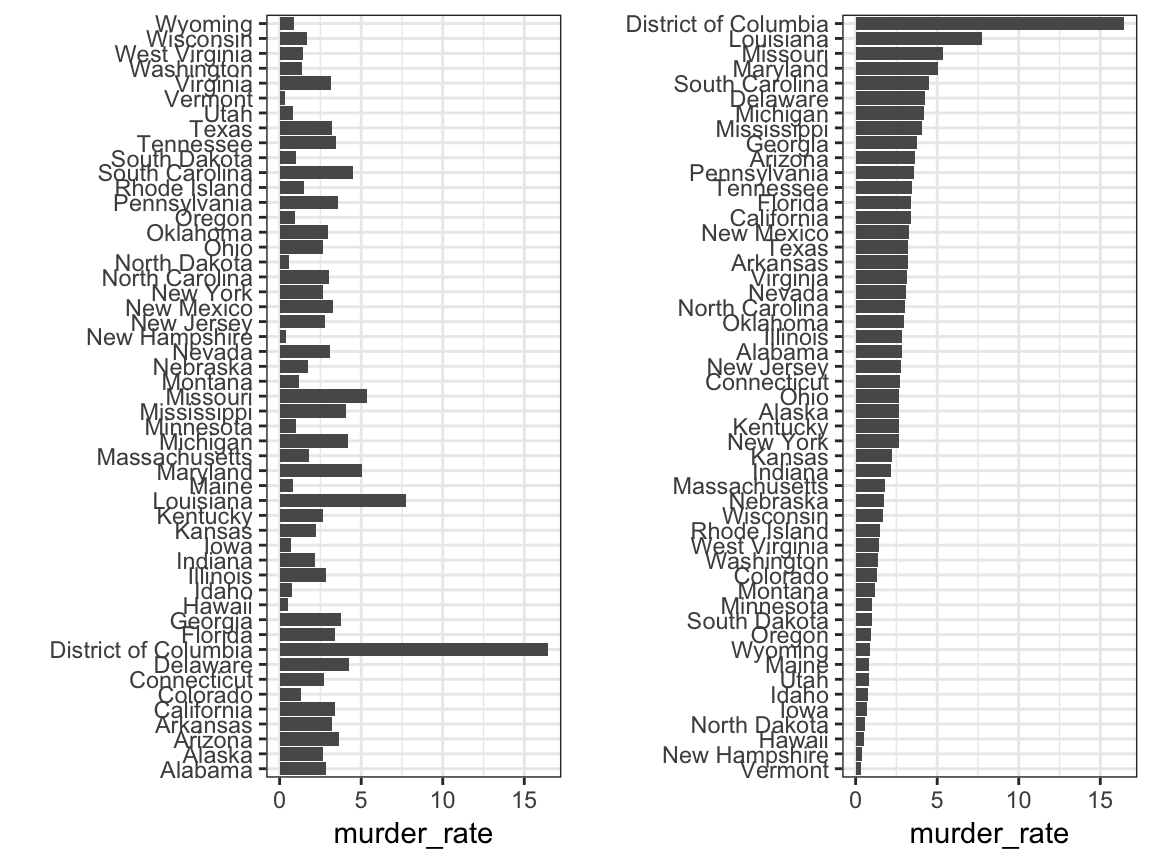 Wyoming
Wisconsin
West Virginia
Washington
Virginia
Vermont
Utah
Texas
Tennessee
South Dakota
South Carolina
Rhode Island
Pennsylvania
Oregon
Oklahoma
Ohio
North Dakota
North Carolina
New York
New Mexico
New Jersey
New Hampshire
Nevada
Nebraska
Montana
Missouri
Mississippi
Minnesota
Michigan
Massachusetts
Maryland
Maine
Louisiana
Kentucky
Kansas
Iowa
Indiana
Illinois
Idaho
Hawaii
Georgia
Florida
District of Columbia
Delaware
Connecticut
Colorado
California
Arkansas
Arizona
Alaska
Alabama
0 5 10 15
murder_rate
District of Columbia
Louisiana
Missouri
Maryland
South Carolina
Delaware
Michigan
Mississippi
Georgia
Arizona
Pennsylvania
Tennessee
Florida
California
New Mexico
Texas
Arkansas
Virginia
Nevada
North Carolina
Oklahoma
Illinois
Alabama
New Jersey
Connecticut
Ohio
Alaska
Kentucky
New York
Kansas
Indiana
Massachusetts
Nebraska
Wisconsin
Rhode Island
West Virginia
Washington
Colorado
Montana
Minnesota
South Dakota
Oregon
Wyoming
Maine
Utah
Idaho
Iowa
North Dakota
Hawaii
New Hampshire
Vermont
0 5 10 15
murder_rate